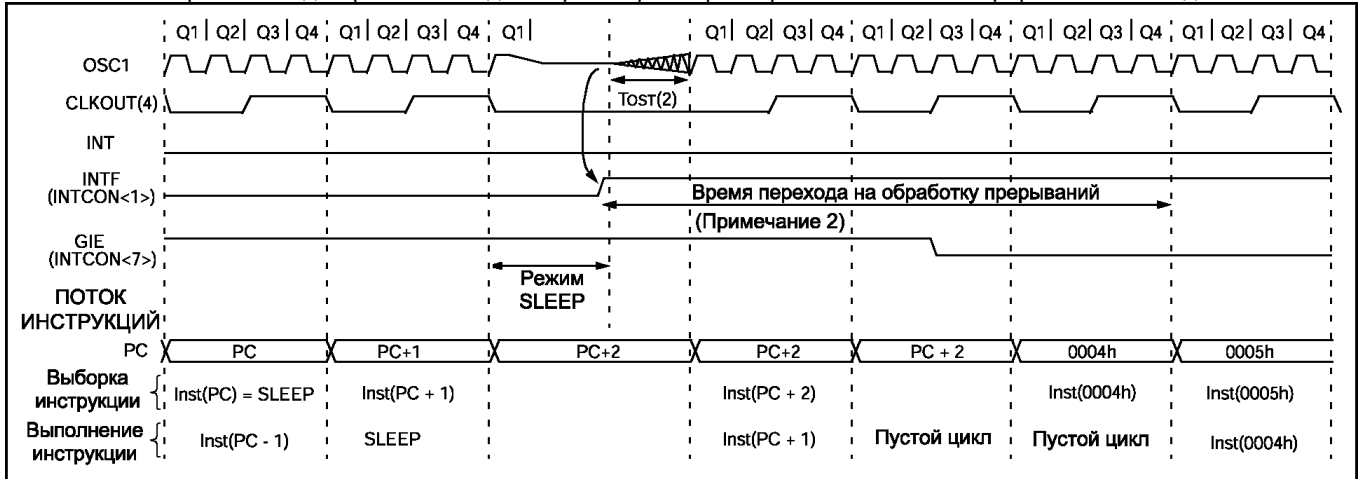 Q1 Q2 Q3 Q4 Q1 Q2 Q3 Q4 Q1 Q1 Q2 Q3 Q4 Q1 Q2 Q3 Q4 Q1 Q2 Q3 Q4 Q1 Q2 Q3 Q4
OSC1
CLKOUT(4)
TOST(2)
INT
INTF
(INTCON<1>)
Время перехода на обработку прерываний
(Примечание 2)
GIE
(INTCON<7>)
Режим
SLEEP
ПОТОК
ИНСТРУКЦИЙ
PC PC PC+1 PC+2 PC+2 PC + 2 0004h 0005h
Выборка
инструкции
Inst(PC) = SLEEP Inst(PC + 1) Inst(PC + 2) Inst(0004h) Inst(0005h)
Выполнение
инструкции
Inst(PC - 1) SLEEP Inst(PC + 1) Пустой цикл Пустой цикл Inst(0004h)